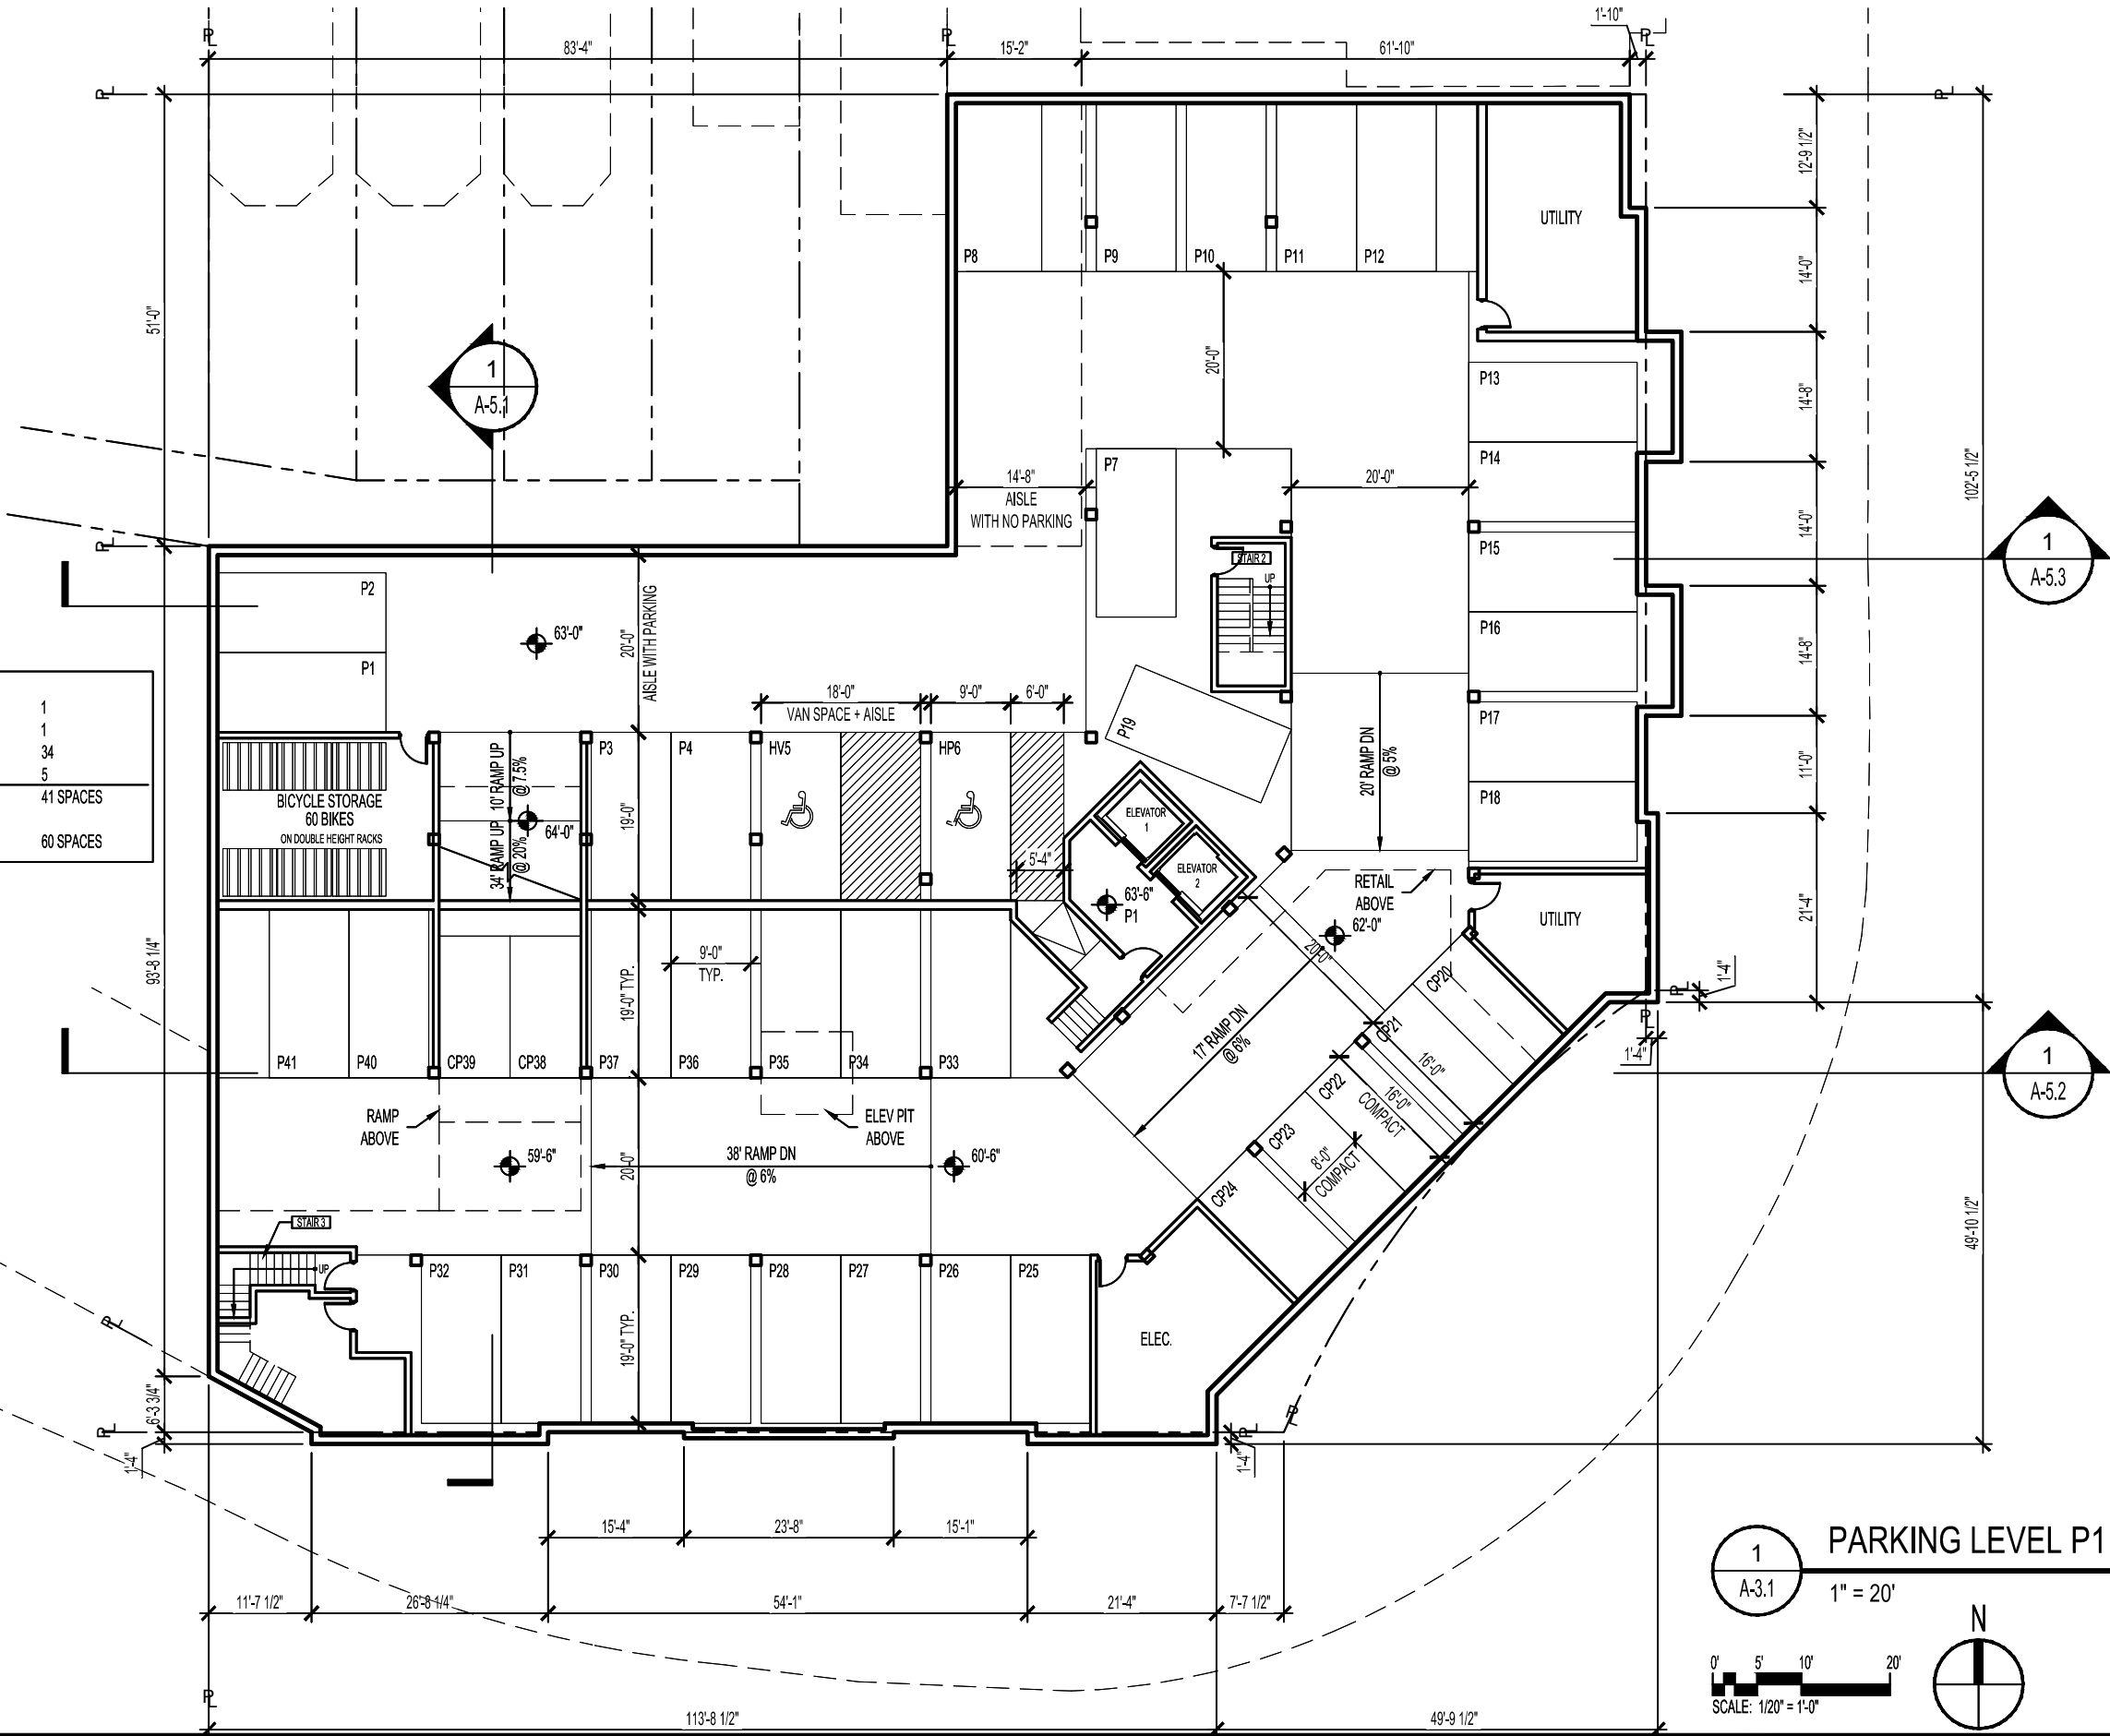 1'-10"
PL
PL
PL
83'-4"
15'-2"
61'-10"
PL
PL
12'-9 1/2"
UTILITY
P8
P9
P10
P11
P12
14'-0"
51'-0"
20'-0"
1
A-5.1
P13
14'-8"
P14
P7
14'-8"
AISLE
WITH NO PARKING
20'-0"
102'-5 1/2"
14'-0"
PL
1
A-5.3
STAIR 2
UP
P15
P2
AISLE WITH PARKING
20'-0"
63'-0"
P16
14'-8"
P1
18'-0"
VAN SPACE + AISLE
9'-0"
6'-0"
P19
P17
1
1
34
5
41 SPACES
60 SPACES
10' RAMP UP
@ 7.5%
P3
P4
HV5
HP6
20' RAMP DN
@ 5%
11'-0"
P18
BICYCLE STORAGE
60 BIKES
ON DOUBLE HEIGHT RACKS
34' RAMP UP
@ 20%
64'-0"
19'-0"
ELEVATOR
1
ELEVATOR
2
5'-4"
63'-6"
P1
RETAIL
ABOVE
62'-0"
UTILITY
21'-4"
93'-8 1/4"
9'-0"
TYP.
19'-0" TYP.
20'-0"
CP20
PL
1'-4"
PL
1'-4"
P41
P40
CP39
CP38
P37
P36
P35
P34
P33
17' RAMP DN
@ 6%
CP21
16'-0"
CP22
16'-0"
COMPACT
1
A-5.2
RAMP
ABOVE
ELEV PIT
ABOVE
CP23
8'-0"
COMPACT
59'-6"
38' RAMP DN
@ 6%
60'-6"
20'-0"
CP24
STAIR 3
UP
P32
P31
P30
P29
P28
P27
P26
P25
49'-10 1/2"
PL
19'-0" TYP.
ELEC.
6'-3 3/4"
PL
1'-4"
PL
PL
1'-4"
15'-4"
23'-8"
15'-1"
11'-7 1/2"
26'-8 1/4"
54'-1"
21'-4"
7'-7 1/2"
1
A-3.1
PARKING LEVEL P1
1" = 20'
N
0'
5'
10'
20'
SCALE: 1/20" = 1'-0"
PL
113'-8 1/2"
49'-9 1/2"